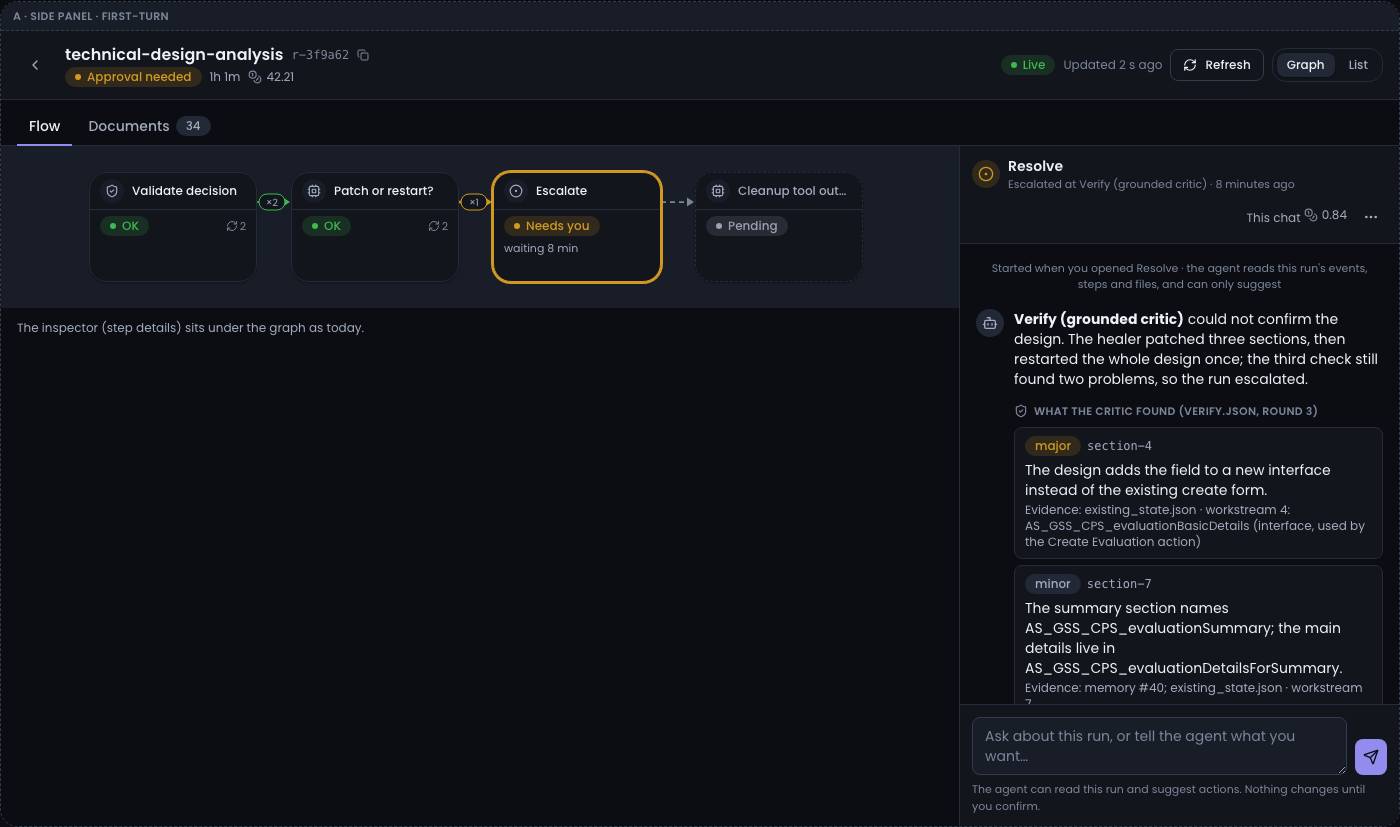 A · SIDE PANEL · FIRST-TURN
technical-design-analysis r-3f9a62
Approval needed 1h 1m 42.21
Live Updated 2 s ago Refresh Graph List
Flow Documents 34
Validate decision
OK 2
×2
Patch or restart?
OK 2
×1
Escalate
Needs you
waiting 8 min
Cleanup tool out...
Pending
The inspector (step details) sits under the graph as today.
Resolve
Escalated at Verify (grounded critic) · 8 minutes ago
This chat 0.84
Started when you opened Resolve · the agent reads this run's events,
steps and files, and can only suggest
Verify (grounded critic) could not confirm the
design. The healer patched three sections, then
restarted the whole design once; the third check still
found two problems, so the run escalated.
WHAT THE CRITIC FOUND (VERIFY.JSON, ROUND 3)
major section-4
The design adds the field to a new interface
instead of the existing create form.
Evidence: existing_state.json · workstream 4:
AS_GSS_CPS_evaluationBasicDetails (interface, used by
the Create Evaluation action)
minor section-7
The summary section names
AS_GSS_CPS_evaluationSummary; the main
details live in
AS_GSS_CPS_evaluationDetailsForSummary.
Evidence: memory #40; existing_state.json · workstream
7
Ask about this run, or tell the agent what you
want...
The agent can read this run and suggest actions. Nothing changes until
you confirm.